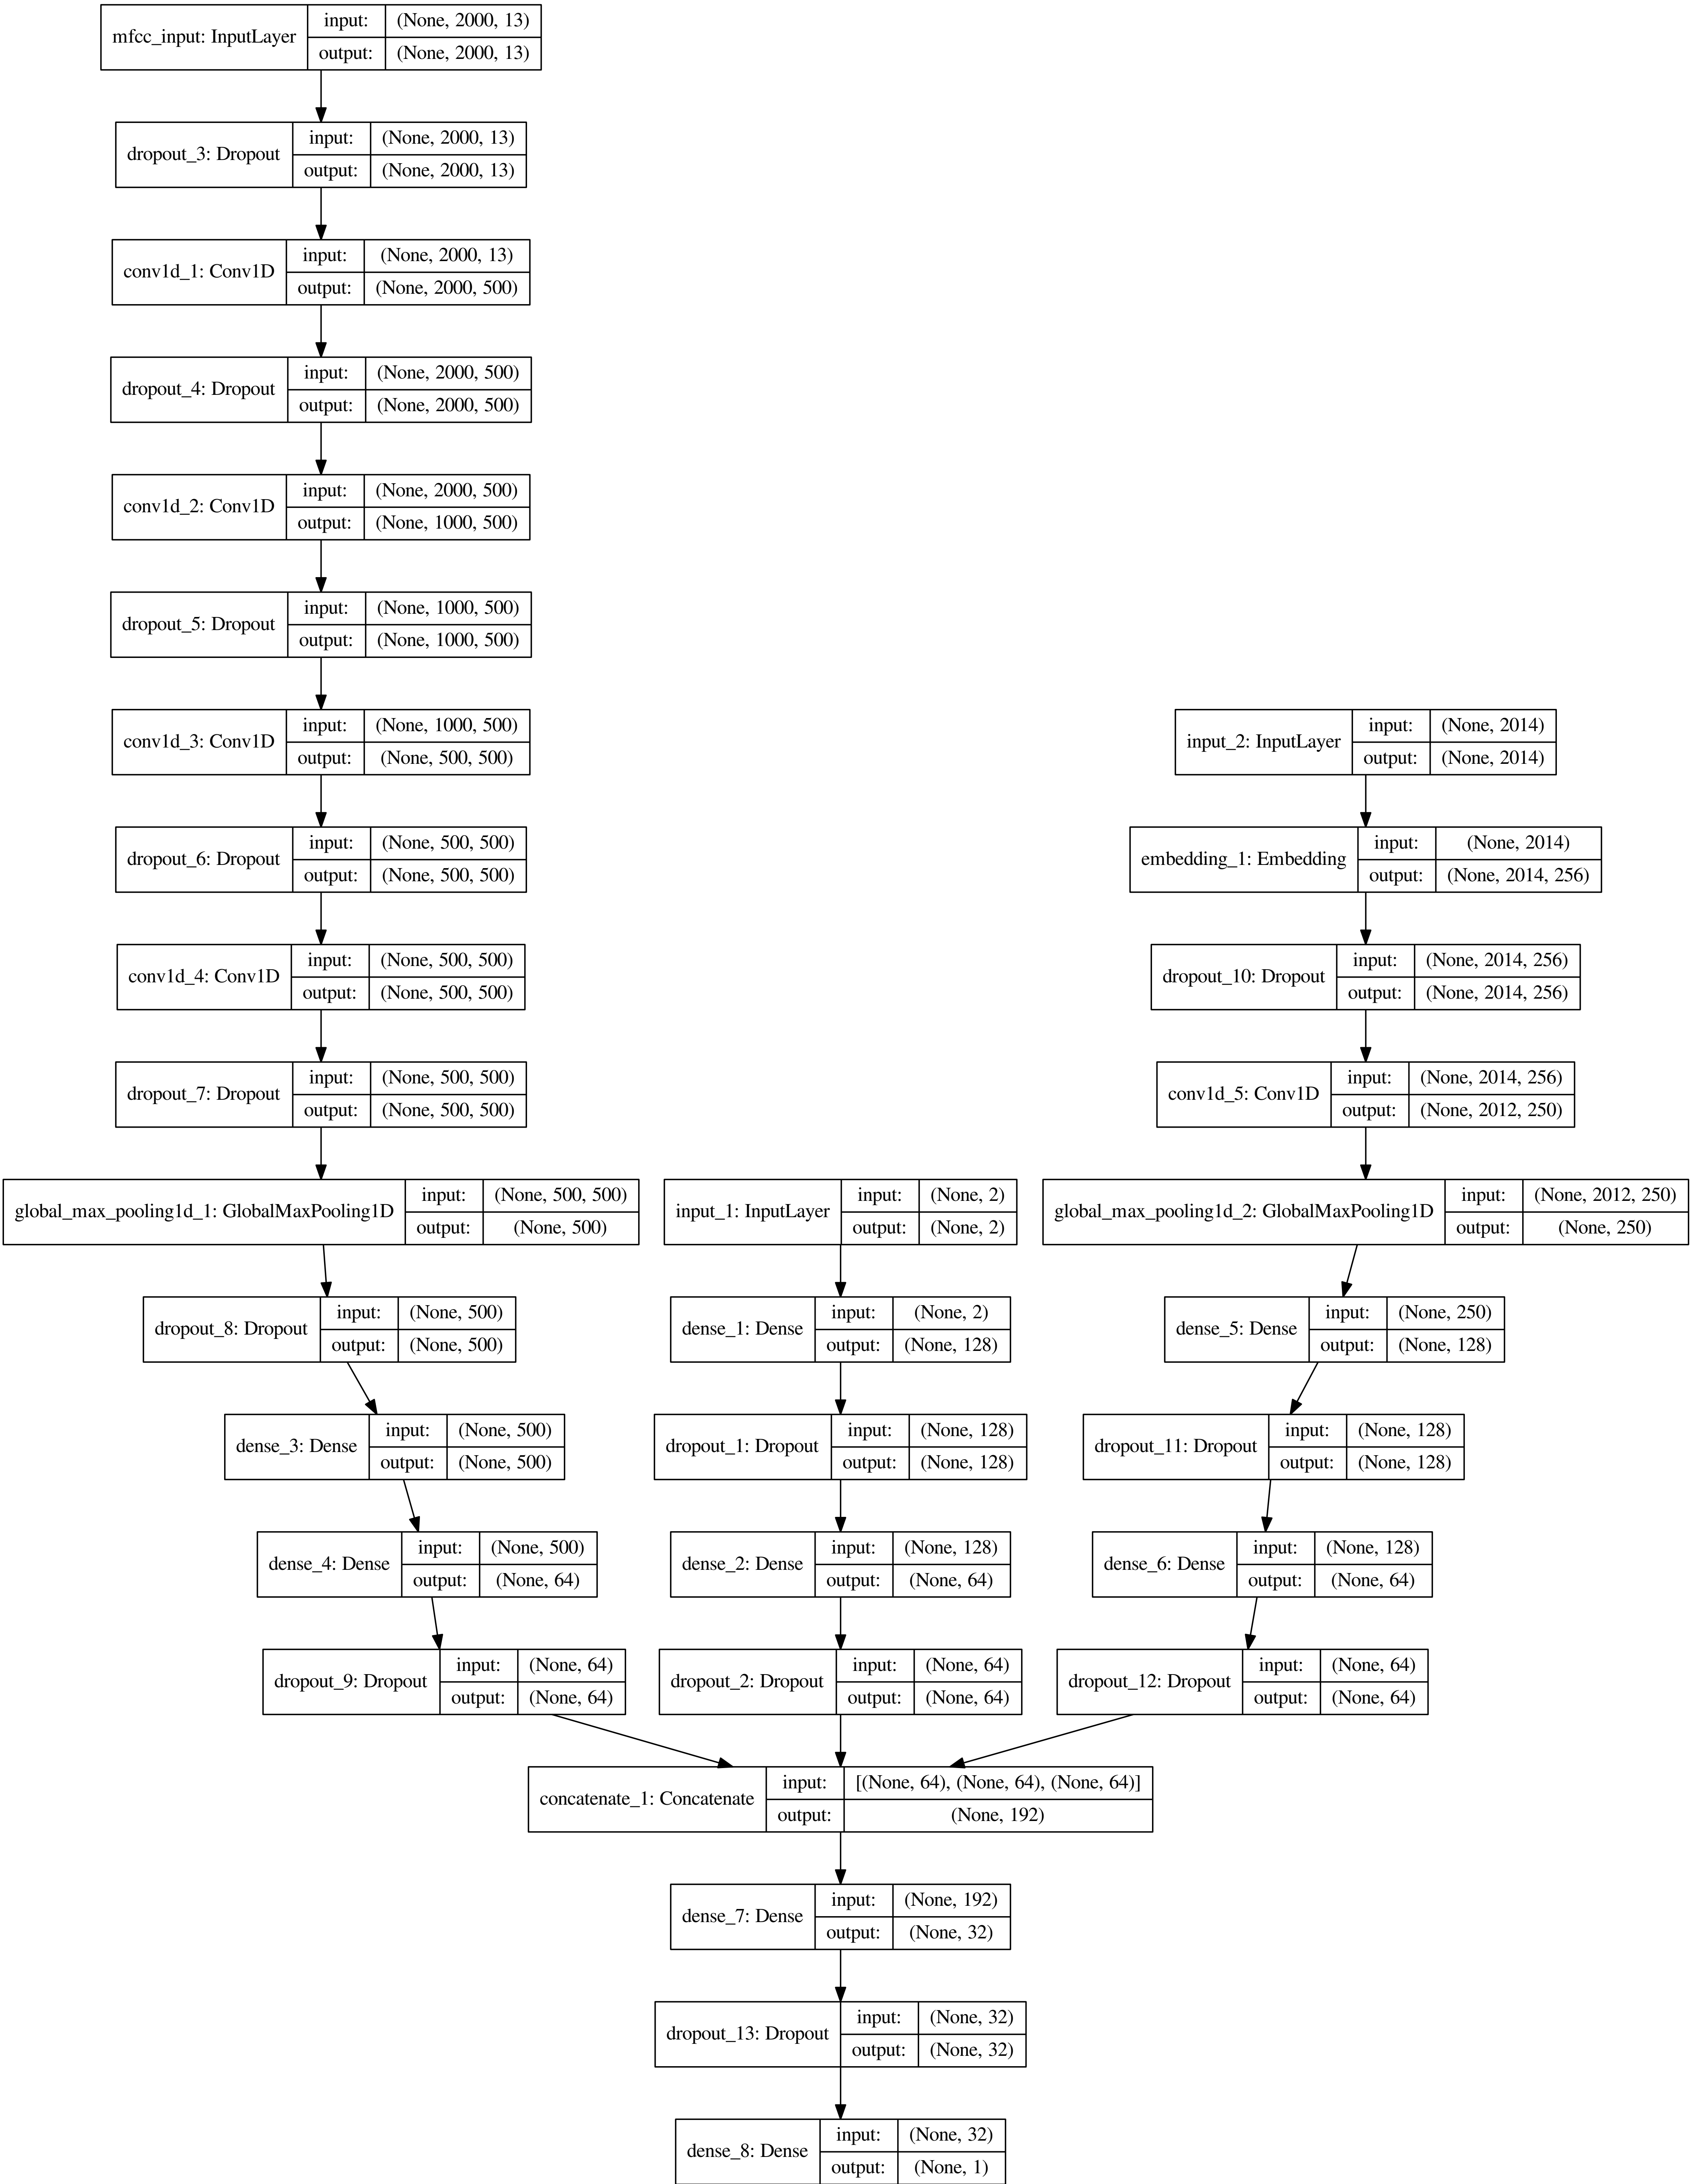 mfcc_input: InputLayer
input: (None, 2000, 13)
output: (None, 2000, 13)
dropout_3: Dropout
input: (None, 2000, 13)
output: (None, 2000, 13)
conv1d_1: Conv1D
input: (None, 2000, 13)
output: (None, 2000, 500)
dropout_4: Dropout
input: (None, 2000, 500)
output: (None, 2000, 500)
conv1d_2: Conv1D
input: (None, 2000, 500)
output: (None, 1000, 500)
dropout_5: Dropout
input: (None, 1000, 500)
output: (None, 1000, 500)
conv1d_3: Conv1D
input: (None, 1000, 500)
output: (None, 500, 500)
input_2: InputLayer
input: (None, 2014)
output: (None, 2014)
dropout_6: Dropout
input: (None, 500, 500)
output: (None, 500, 500)
embedding_1: Embedding
input: (None, 2014)
output: (None, 2014, 256)
conv1d_4: Conv1D
input: (None, 500, 500)
output: (None, 500, 500)
dropout_10: Dropout
input: (None, 2014, 256)
output: (None, 2014, 256)
dropout_7: Dropout
input: (None, 500, 500)
output: (None, 500, 500)
conv1d_5: Conv1D
input: (None, 2014, 256)
output: (None, 2012, 250)
global_max_pooling1d_1: GlobalMaxPooling1D
input: (None, 500, 500)
output: (None, 500)
input_1: InputLayer
input: (None, 2)
output: (None, 2)
global_max_pooling1d_2: GlobalMaxPooling1D
input: (None, 2012, 250)
output: (None, 250)
dropout_8: Dropout
input: (None, 500)
output: (None, 500)
dense_1: Dense
input: (None, 2)
output: (None, 128)
dense_5: Dense
input: (None, 250)
output: (None, 128)
dense_3: Dense
input: (None, 500)
output: (None, 500)
dropout_1: Dropout
input: (None, 128)
output: (None, 128)
dropout_11: Dropout
input: (None, 128)
output: (None, 128)
dense_4: Dense
input: (None, 500)
output: (None, 64)
dense_2: Dense
input: (None, 128)
output: (None, 64)
dense_6: Dense
input: (None, 128)
output: (None, 64)
dropout_9: Dropout
input: (None, 64)
output: (None, 64)
dropout_2: Dropout
input: (None, 64)
output: (None, 64)
dropout_12: Dropout
input: (None, 64)
output: (None, 64)
concatenate_1: Concatenate
input: [(None, 64), (None, 64), (None, 64)]
output: (None, 192)
dense_7: Dense
input: (None, 192)
output: (None, 32)
dropout_13: Dropout
input: (None, 32)
output: (None, 32)
dense_8: Dense
input: (None, 32)
output: (None, 1)